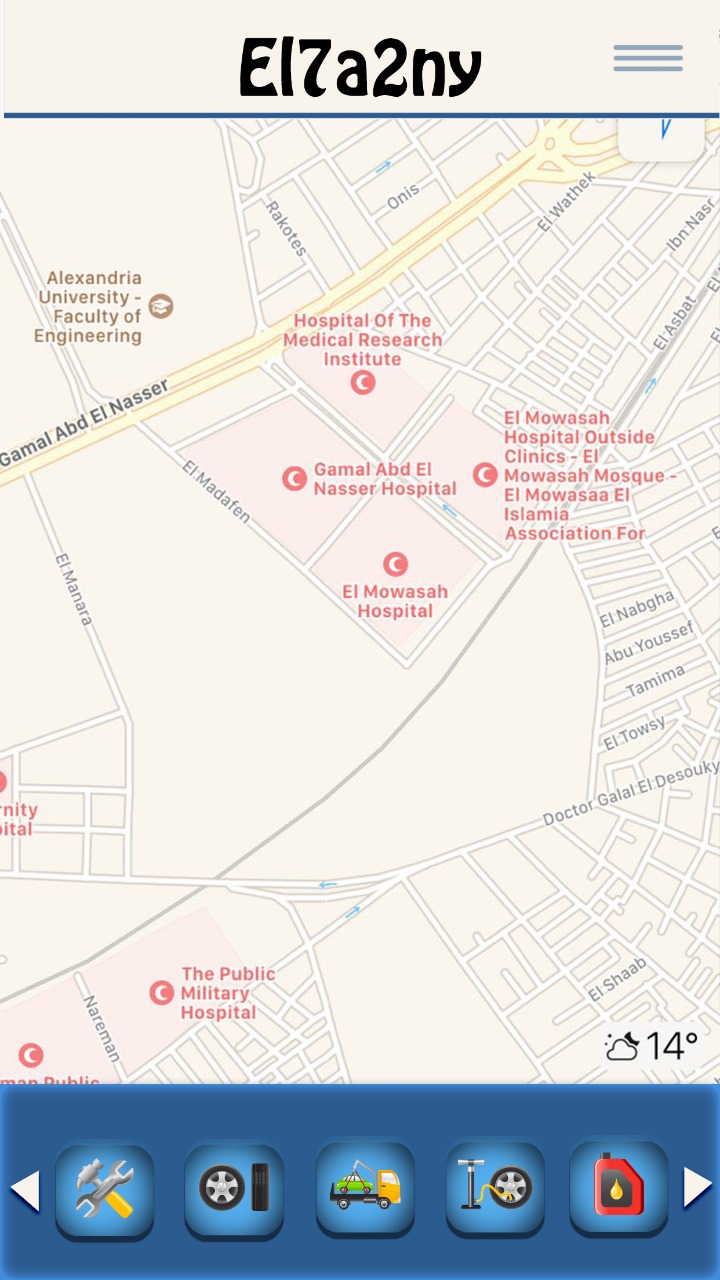 El7a2ny
Onis
El Wathek
Rakotes
Ibn Nasr
Alexandria
University -
Faculty of
Engineering
El Asbat
Hospital Of The
Medical Research
Institute
Gamal Abd El Nasser
El Mowasah
Hospital Outside
Clinics - El
Mowasah Mosque -
El Mowasaa El
Islamia
Association For
Gamal Abd El
Nasser Hospital
El Madafen
El Manara
El Mowasah
Hospital
El Nabgha
Abu Youssef
Tamima
El Towsy
Doctor Galal El Desouky
rnity
ital
The Public
Military
Hospital
El Shaab
Nareman
14°
man Public